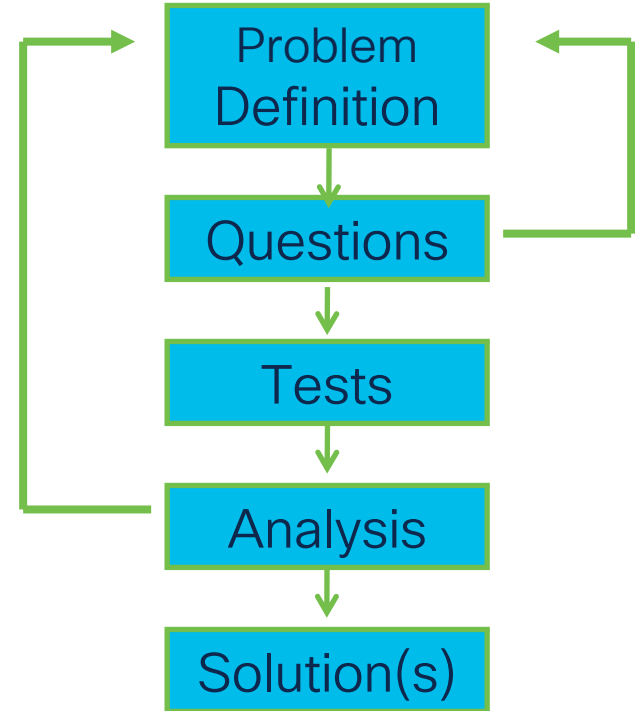 Problem
Definition
Questions
Tests
Analysis
Solution(s)